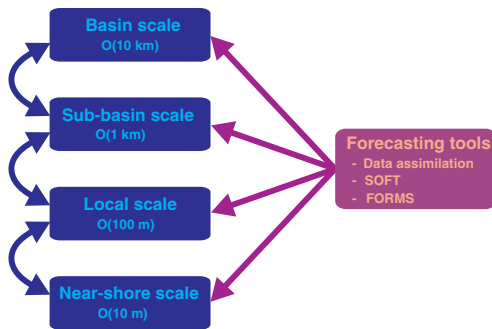 Basin scale
O(10 km)
Sub-basin scale
O(1 km)
Local scale
O(100 m)
Near-shore scale
O(10 m)
Forecasting tools
- Data assimilation
- SOFT
- FORMS